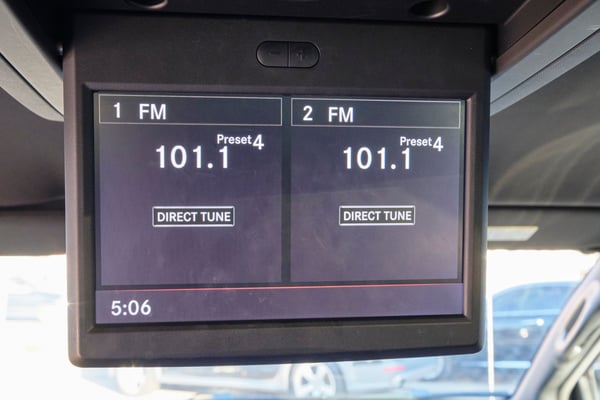 1 FM
Preset 4
101.1
DIRECT TUNE
2 FM
Preset 4
101.1
DIRECT TUNE
5:06